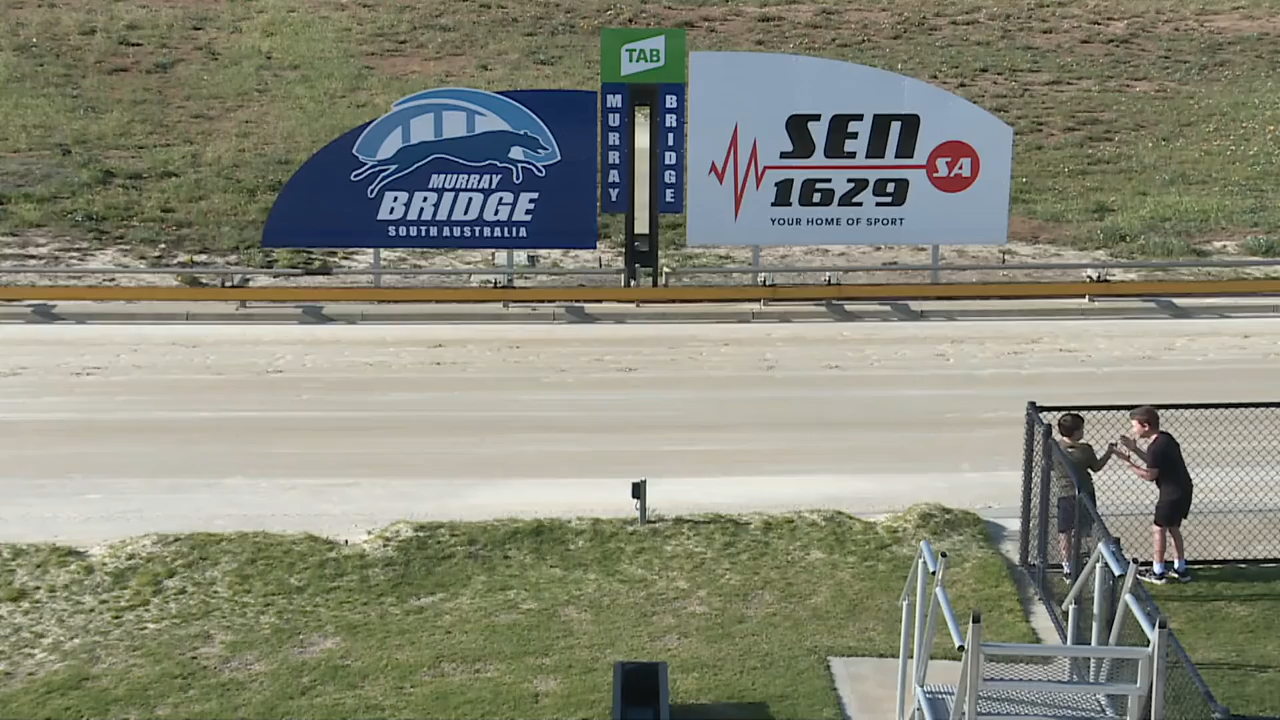 TAB
MURRAY
BRIDGE
MURRAY
BRIDGE
SOUTH AUSTRALIA
SEN
SA
1629
YOUR HOME OF SPORT